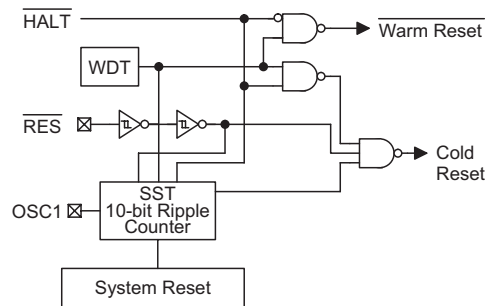 HALT
Warm Reset
WDT
RES
Cold
Reset
SST
10-bit Ripple
Counter
OSC1
System Reset